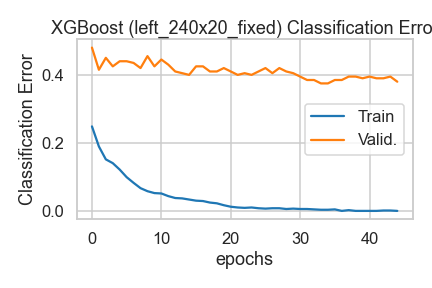 XGBoost (left_240x20_fixed) Classification Erro
Classification Error
0.4
0.2
0.0
Train
Valid.
0 10 20 30 40
epochs